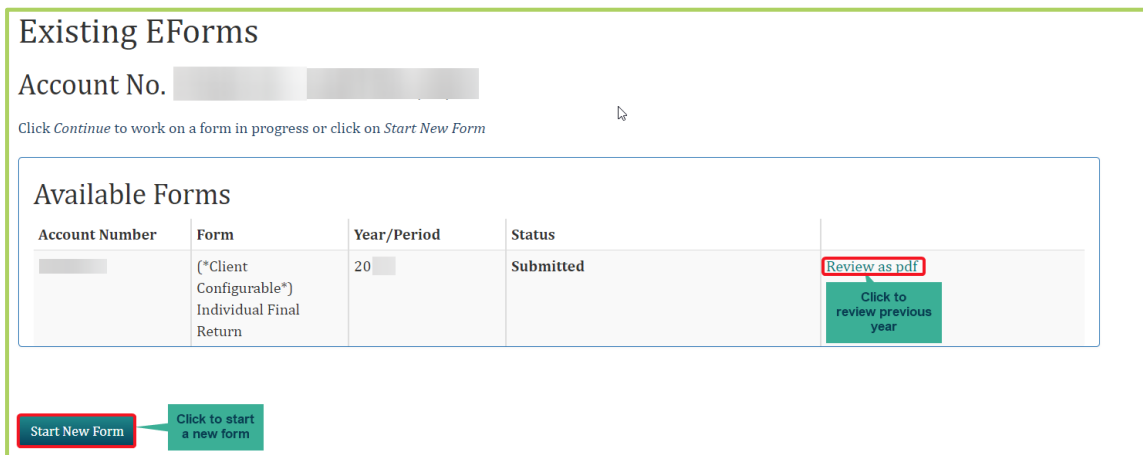 Existing EForms
Account No.
Click Continue to work on a form in progress or click on Start New Form
Available Forms
Account Number Form Year/Period Status
(*Client 20 Submitted Review as pdf
Configurable*)
Individual Final
Return
Click to
review previous
year
Start New Form
Click to start
a new form